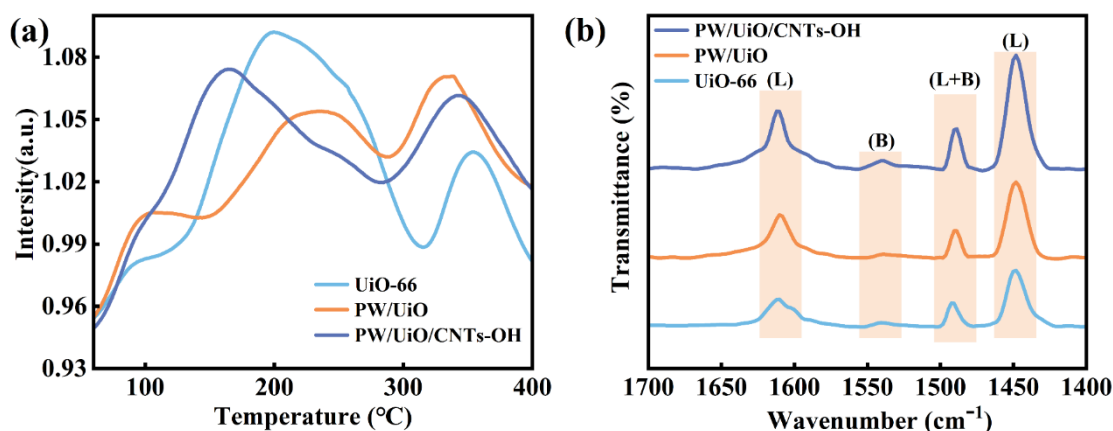 (a)
1.08
1.05
1.02
0.99
0.96
0.93
Intersity(a.u.)
UiO-66
PW/UiO
PW/UiO/CNTs-OH
100
200
300
400
Temperature (°C)
(b)
PW/UiO/CNTs-OH
PW/UiO
UiO-66
(L)
(B)
(L+B)
(L)
Transmittance (%)
1700
1650
1600
1550
1500
1450
1400
Wavenumber (cm⁻¹)